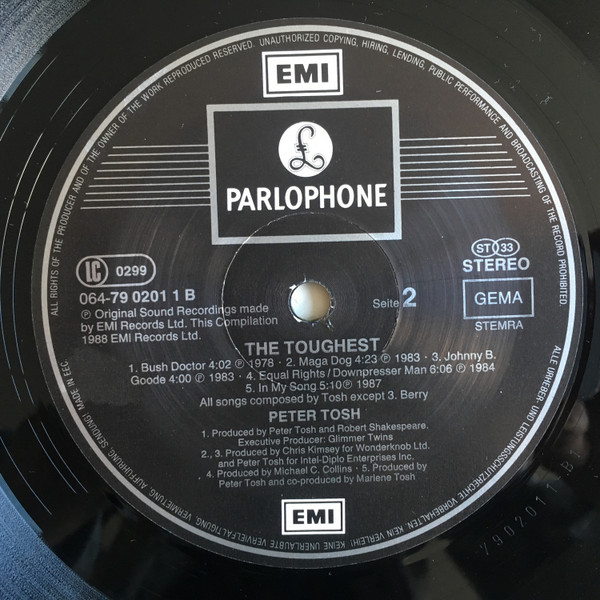 ALL RIGHTS OF THE PRODUCER AND OF THE OWNER OF THE WORK REPRODUCED RESERVED. UNAUTHORIZED COPYING, HIRING, LENDING, PUBLIC PERFORMANCE AND BROADCASTING OF THE RECORD PROHIBITED.
EMI
£
PARLOPHONE
LC 0299
ST 33
STEREO
064-79 0201 1 B
℗ Original Sound Recordings made
by EMI Records Ltd. This Compilation
1988 EMI Records Ltd.
Seite 2
GEMA
STEMRA
THE TOUGHEST
1. Bush Doctor 4:02 ℗ 1978 · 2. Maga Dog 4:23 ℗ 1983 · 3. Johnny B.
Goode 4:00 ℗ 1983 · 4. Equal Rights / Downpresser Man 6:06 ℗ 1984
5. In My Song 5:10 ℗ 1987
All songs composed by Tosh except 3. Berry
PETER TOSH
1. Produced by Peter Tosh and Robert Shakespeare.
Executive Producer: Glimmer Twins
2., 3. Produced by Chris Kimsey for Wonderknob Ltd.
and Peter Tosh for Intel-Diplo Enterprises Inc.
4. Produced by Michael C. Collins · 5. Produced by
Peter Tosh and co-produced by Marlene Tosh
EMI
ALLE URHEBER- UND LEISTUNGSSCHUTZRECHTE VORBEHALTEN. KEIN VERLEIH! KEINE UNERLAUBTE VERVIELFÄLTIGUNG, VERMIETUNG, AUFFÜHRUNG, SENDUNG! MADE IN EEC.
7902011 B1